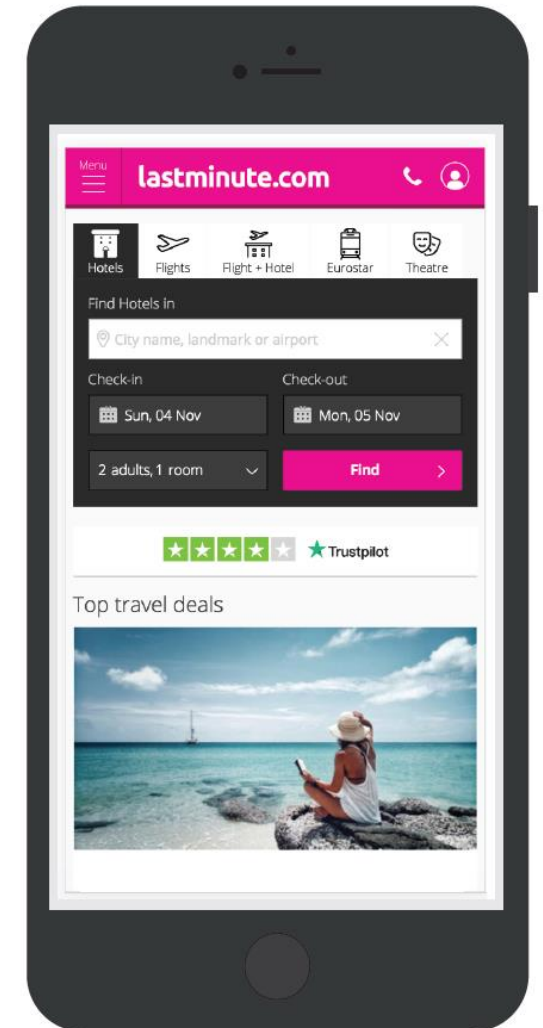 Menu
lastminute.com
Hotels Flights Flight + Hotel Eurostar Theatre
Find Hotels in
City name, landmark or airport
Check-in Check-out
Sun, 04 Nov Mon, 05 Nov
2 adults, 1 room Find
Trustpilot
Top travel deals